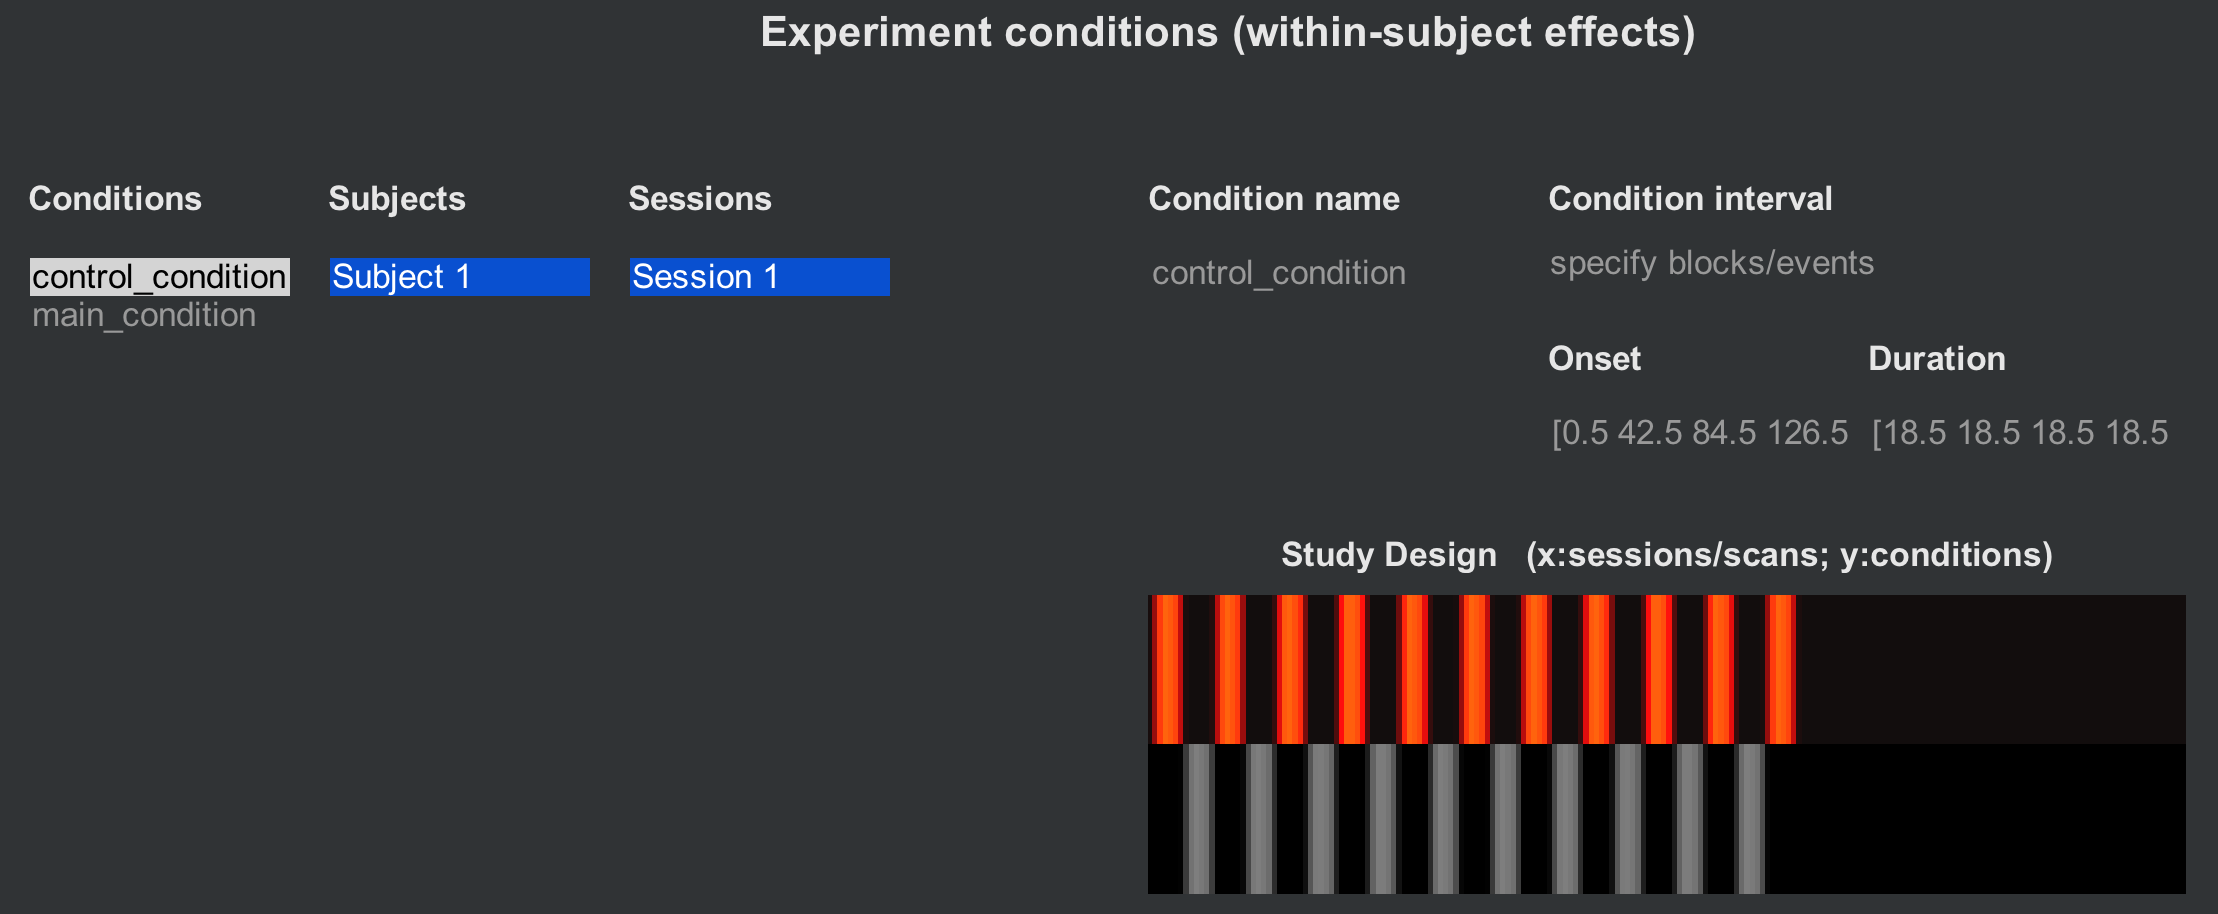 Experiment conditions (within-subject effects)
Conditions
Subjects
Sessions
Condition name
Condition interval
control_condition
Subject 1
Session 1
control_condition
specify blocks/events
main_condition
Onset
Duration
[0.5 42.5 84.5 126.5
[18.5 18.5 18.5 18.5
Study Design (x:sessions/scans; y:conditions)